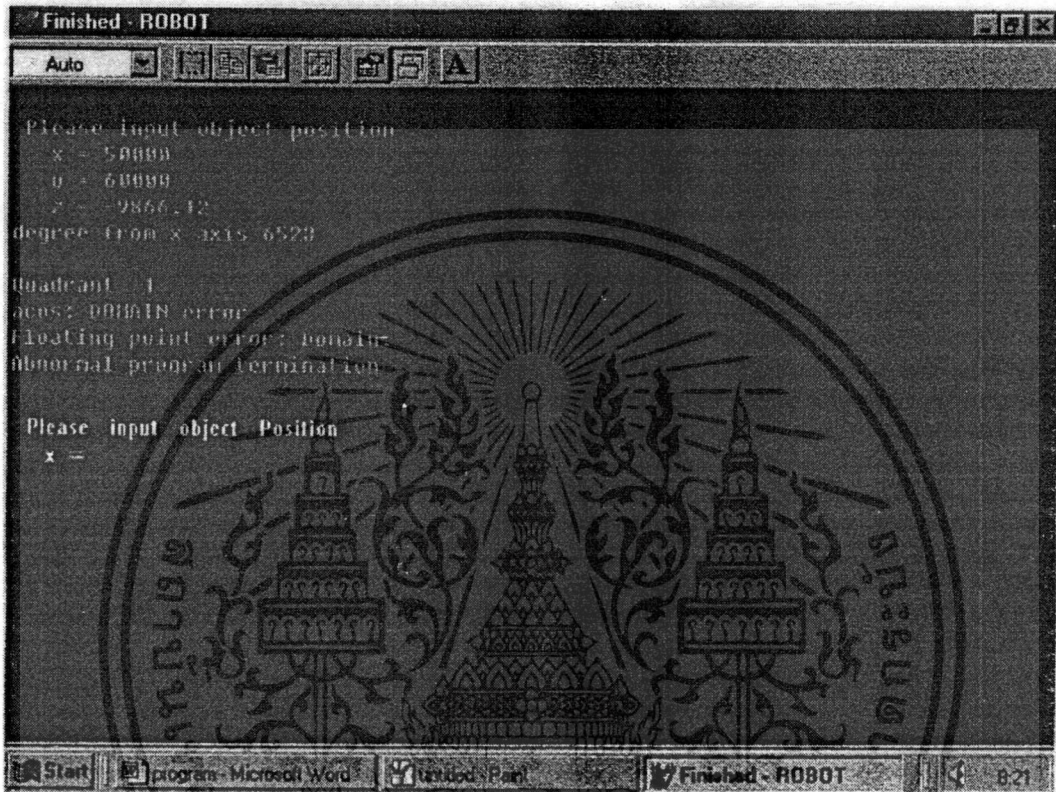 Finished - ROBOT
Auto
A
Please input object position
x = 50000
y = 60000
z = -9866.12
degree from x axis 6520
Quadrant 1
acos: DOMAIN error
Floating point error: Domain
Abnormal program termination
Please input object Position
x =
Start
program - Microsoft Word
untitled - Paint
Finished - ROBOT
8:21